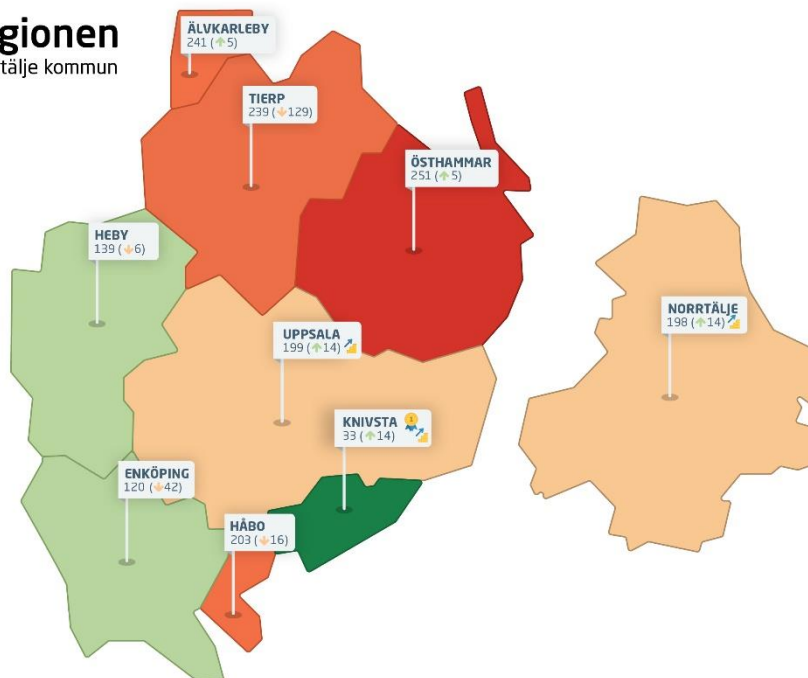 gionen
tälje kommun
ÄLVKARLEBY
241 (↑5)
TIERP
239 (↓129)
ÖSTHAMMAR
251 (↑5)
HEBY
139 (↓6)
NORRTÄLJE
198 (↑14)
UPPSALA
199 (↑14)
KNIVSTA
33 (↑14)
ENKÖPING
120 (↓42)
HÅBO
203 (↓16)